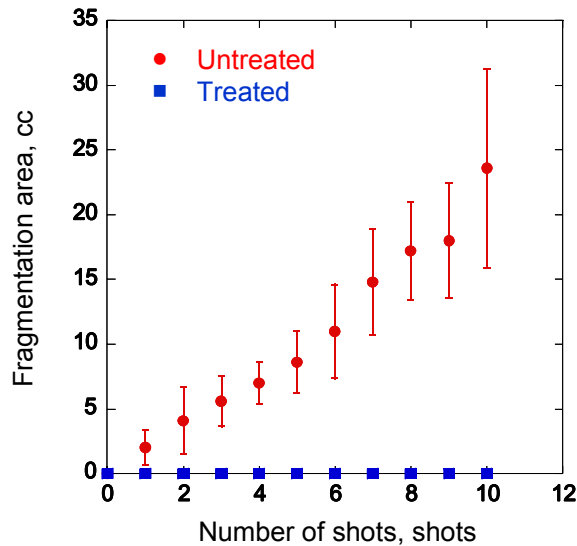 35
30
25
20
15
10
5
0
Fragmentation area, cc
Untreated
Treated
0 2 4 6 8 10 12
Number of shots, shots